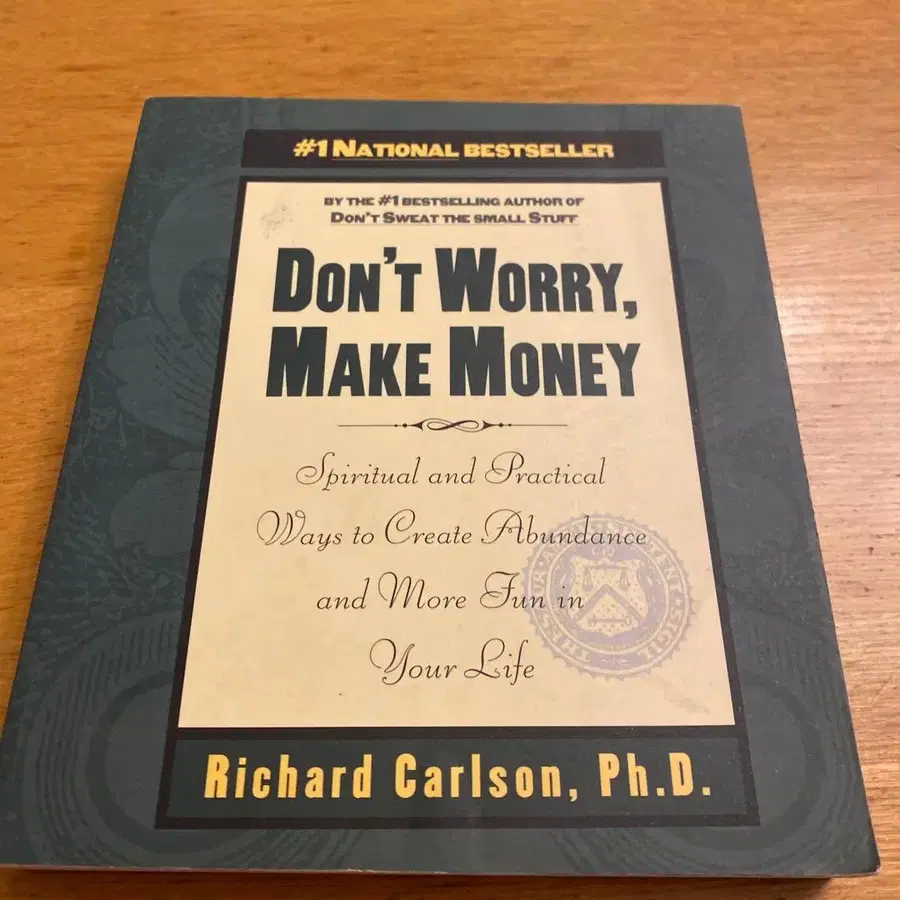 #1 NATIONAL BESTSELLER
BY THE #1 BESTSELLING AUTHOR OF
DON'T SWEAT THE SMALL STUFF
DON'T WORRY,
MAKE MONEY
Spiritual and Practical
Ways to Create Abundance
and More Fun in
Your Life
Richard Carlson, Ph.D.